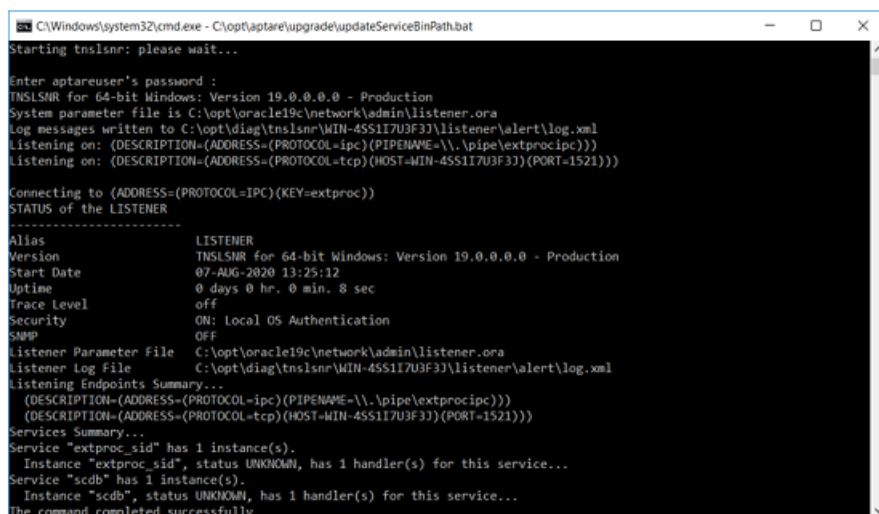 C:\Windows\system32\cmd.exe - C:\opt\aptare\upgrade\updateServiceBinPath.bat
Starting tnslsnr: please wait...
Enter aptareuser's password :
TNSLSNR for 64-bit Windows: Version 19.0.0.0.0 - Production
System parameter file is C:\opt\oracle19c\network\admin\listener.ora
Log messages written to C:\opt\diag\tnslsnr\WIN-4SS1I7U3F3J\listener\alert\log.xml
Listening on: (DESCRIPTION=(ADDRESS=(PROTOCOL=ipc)(PIPENAME=\\.\pipe\extprocipc)))
Listening on: (DESCRIPTION=(ADDRESS=(PROTOCOL=tcp)(HOST=WIN-4SS1I7U3F3J)(PORT=1521)))
Connecting to (ADDRESS=(PROTOCOL=IPC)(KEY=extproc))
STATUS of the LISTENER
------------------------
Alias LISTENER
Version TNSLSNR for 64-bit Windows: Version 19.0.0.0.0 - Production
Start Date 07-AUG-2020 13:25:12
Uptime 0 days 0 hr. 0 min. 8 sec
Trace Level off
Security ON: Local OS Authentication
SNMP OFF
Listener Parameter File C:\opt\oracle19c\network\admin\listener.ora
Listener Log File C:\opt\diag\tnslsnr\WIN-4SS1I7U3F3J\listener\alert\log.xml
Listening Endpoints Summary...
(DESCRIPTION=(ADDRESS=(PROTOCOL=ipc)(PIPENAME=\\.\pipe\extprocipc)))
(DESCRIPTION=(ADDRESS=(PROTOCOL=tcp)(HOST=WIN-4SS1I7U3F3J)(PORT=1521)))
Services Summary...
Service "extproc_sid" has 1 instance(s).
Instance "extproc_sid", status UNKNOWN, has 1 handler(s) for this service...
Service "scdb" has 1 instance(s).
Instance "scdb", status UNKNOWN, has 1 handler(s) for this service...
The command completed successfully